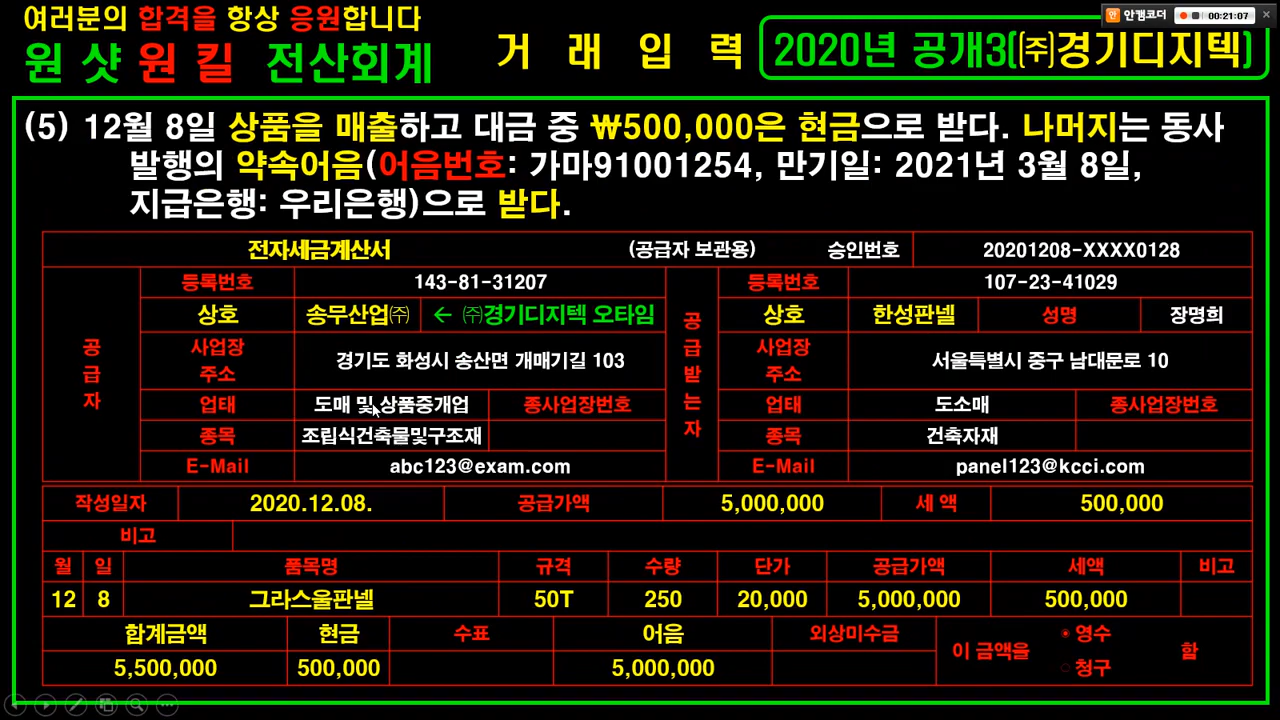 여러분의 합격을 항상 응원합니다
안캠코더 00:21:07
원 샷 원 킬 전산회계 거 래 입 력 2020년 공개3(㈜경기디지텍)
(5) 12월 8일 상품을 매출하고 대금 중 ₩500,000은 현금으로 받다. 나머지는 동사
발행의 약속어음(어음번호: 가마91001254, 만기일: 2021년 3월 8일,
지급은행: 우리은행)으로 받다.
전자세금계산서 (공급자 보관용) 승인번호 20201208-XXXX0128
공급자 등록번호 143-81-31207 공급받는자 등록번호 107-23-41029
상호 송무산업㈜ ← ㈜경기디지텍 오타임 상호 한성판넬 성명 장명희
사업장 주소 경기도 화성시 송산면 개매기길 103 사업장 주소 서울특별시 중구 남대문로 10
업태 도매 및 상품중개업 종사업장번호 업태 도소매 종사업장번호
종목 조립식건축물및구조재 종목 건축자재
E-Mail abc123@exam.com E-Mail panel123@kcci.com
작성일자 2020.12.08. 공급가액 5,000,000 세 액 500,000
비고
월 일 품목명 규격 수량 단가 공급가액 세액 비고
12 8 그라스울판넬 50T 250 20,000 5,000,000 500,000
합계금액 현금 수표 어음 외상미수금 이 금액을 영수 청구 함
5,500,000 500,000 5,000,000